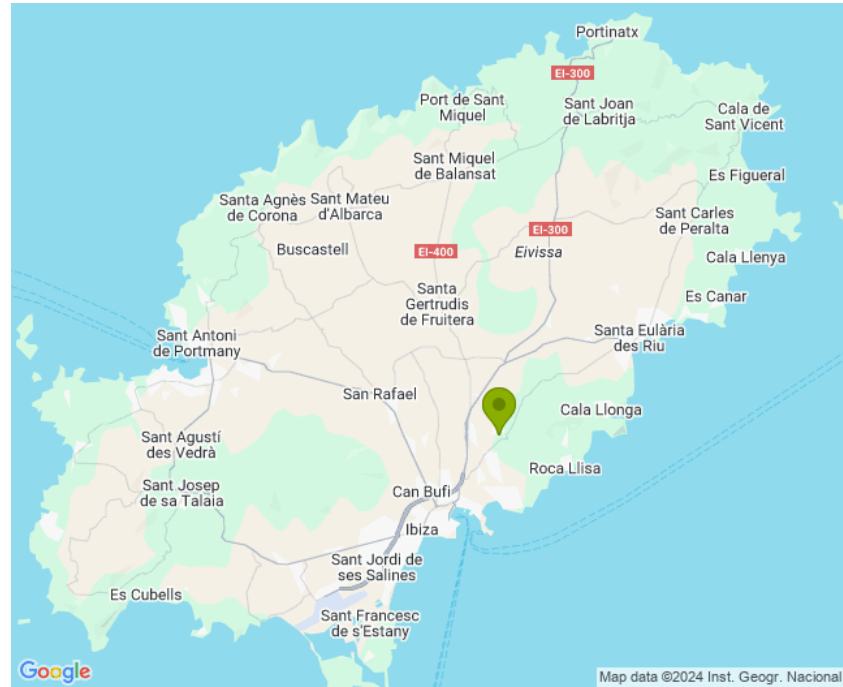 Portinatx
EI-300
Port de Sant
Miquel
Sant Joan
de Labritja
Cala de
Sant Vicent
Sant Miquel
de Balansat
Es Figueral
Santa Agnès
de Corona
Sant Mateu
d'Albarca
Sant Carles
de Peralta
EI-300
Buscastell
EI-400
Eivissa
Cala Llenya
Santa
Gertrudis
de Fruitera
Es Canar
Sant Antoni
de Portmany
Santa Eulària
des Riu
San Rafael
Cala Llonga
Sant Agustí
des Vedrà
Roca Llisa
Sant Josep
de sa Talaia
Can Bufí
Ibiza
Sant Jordi de
ses Salines
Es Cubells
Sant Francesc
de s'Estany
Google
Map data ©2024 Inst. Geogr. Nacional